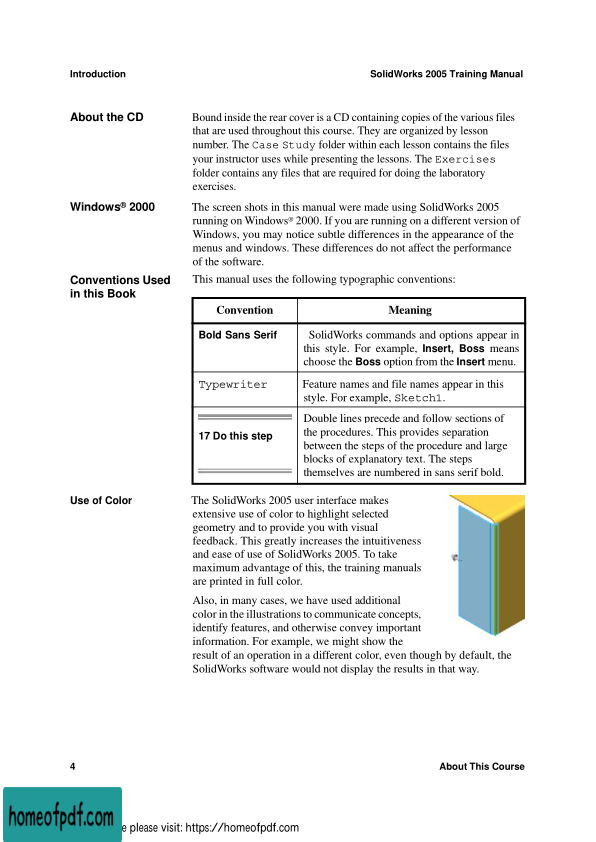 Introduction
SolidWorks 2005 Training Manual
About the CD
Bound inside the rear cover is a CD containing copies of the various files
that are used throughout this course. They are organized by lesson
number. The Case Study folder within each lesson contains the files
your instructor uses while presenting the lessons. The Exercises
folder contains any files that are required for doing the laboratory
exercises.
Windows® 2000
The screen shots in this manual were made using SolidWorks 2005
running on Windows® 2000. If you are running on a different version of
Windows, you may notice subtle differences in the appearance of the
menus and windows. These differences do not affect the performance
of the software.
Conventions Used
in this Book
This manual uses the following typographic conventions:
Convention
Meaning
Bold Sans Serif
SolidWorks commands and options appear in
this style. For example, Insert, Boss means
choose the Boss option from the Insert menu.
Typewriter
Feature names and file names appear in this
style. For example, Sketch1.
17 Do this step
Double lines precede and follow sections of
the procedures. This provides separation
between the steps of the procedure and large
blocks of explanatory text. The steps
themselves are numbered in sans serif bold.
Use of Color
The SolidWorks 2005 user interface makes
extensive use of color to highlight selected
geometry and to provide you with visual
feedback. This greatly increases the intuitiveness
and ease of use of SolidWorks 2005. To take
maximum advantage of this, the training manuals
are printed in full color.
Also, in many cases, we have used additional
color in the illustrations to communicate concepts,
identify features, and otherwise convey important
information. For example, we might show the
result of an operation in a different color, even though by default, the
SolidWorks software would not display the results in that way.
4
About This Course
homeofpdf.com
e please visit: https://homeofpdf.com